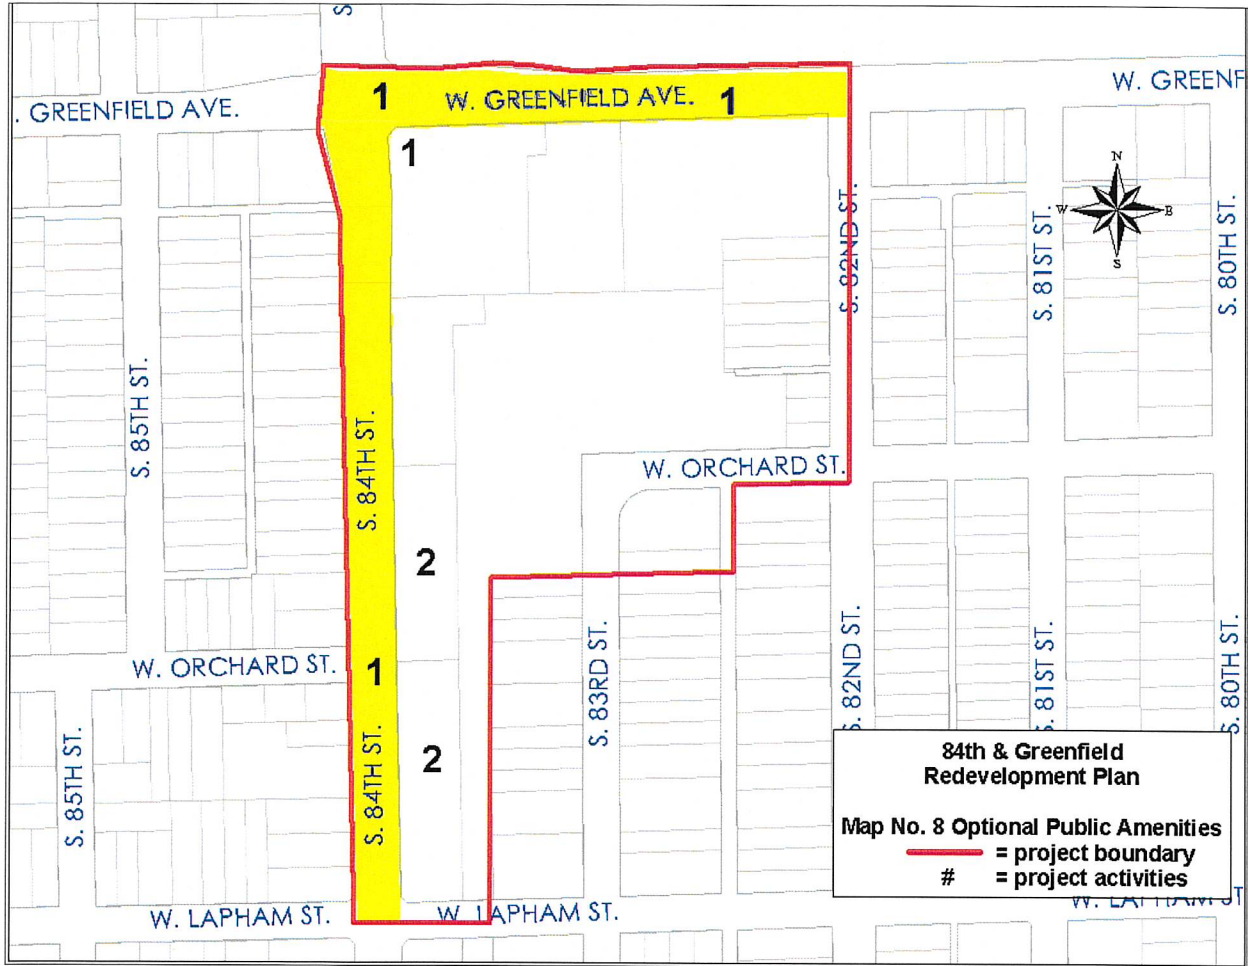 S
. GREENFIELD AVE.
1
W. GREENFIELD AVE.
1
W. GREENF
1
N
W
E
S
S. 82ND ST.
S. 81ST ST.
S. 80TH ST.
S. 85TH ST.
S. 84TH ST.
W. ORCHARD ST.
2
W. ORCHARD ST.
1
S. 83RD ST.
S. 82ND ST.
S. 81ST ST.
S. 80TH ST.
S. 85TH ST.
S. 84TH ST.
2
84th & Greenfield
Redevelopment Plan
Map No. 8 Optional Public Amenities
= project boundary
# = project activities
W. LAPHAM ST.
W. LAPHAM ST.
W. LAPHAM ST